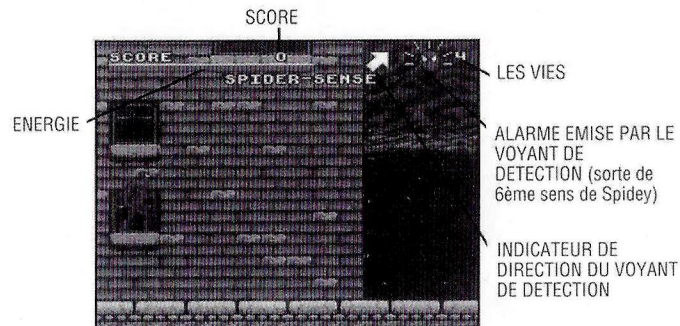 SCORE
SCORE 0 4
SPIDER-SENSE
ENERGIE
LES VIES
ALARME EMISE PAR LE
VOYANT DE
DETECTION (sorte de
6ème sens de Spidey)
INDICATEUR DE
DIRECTION DU VOYANT
DE DETECTION